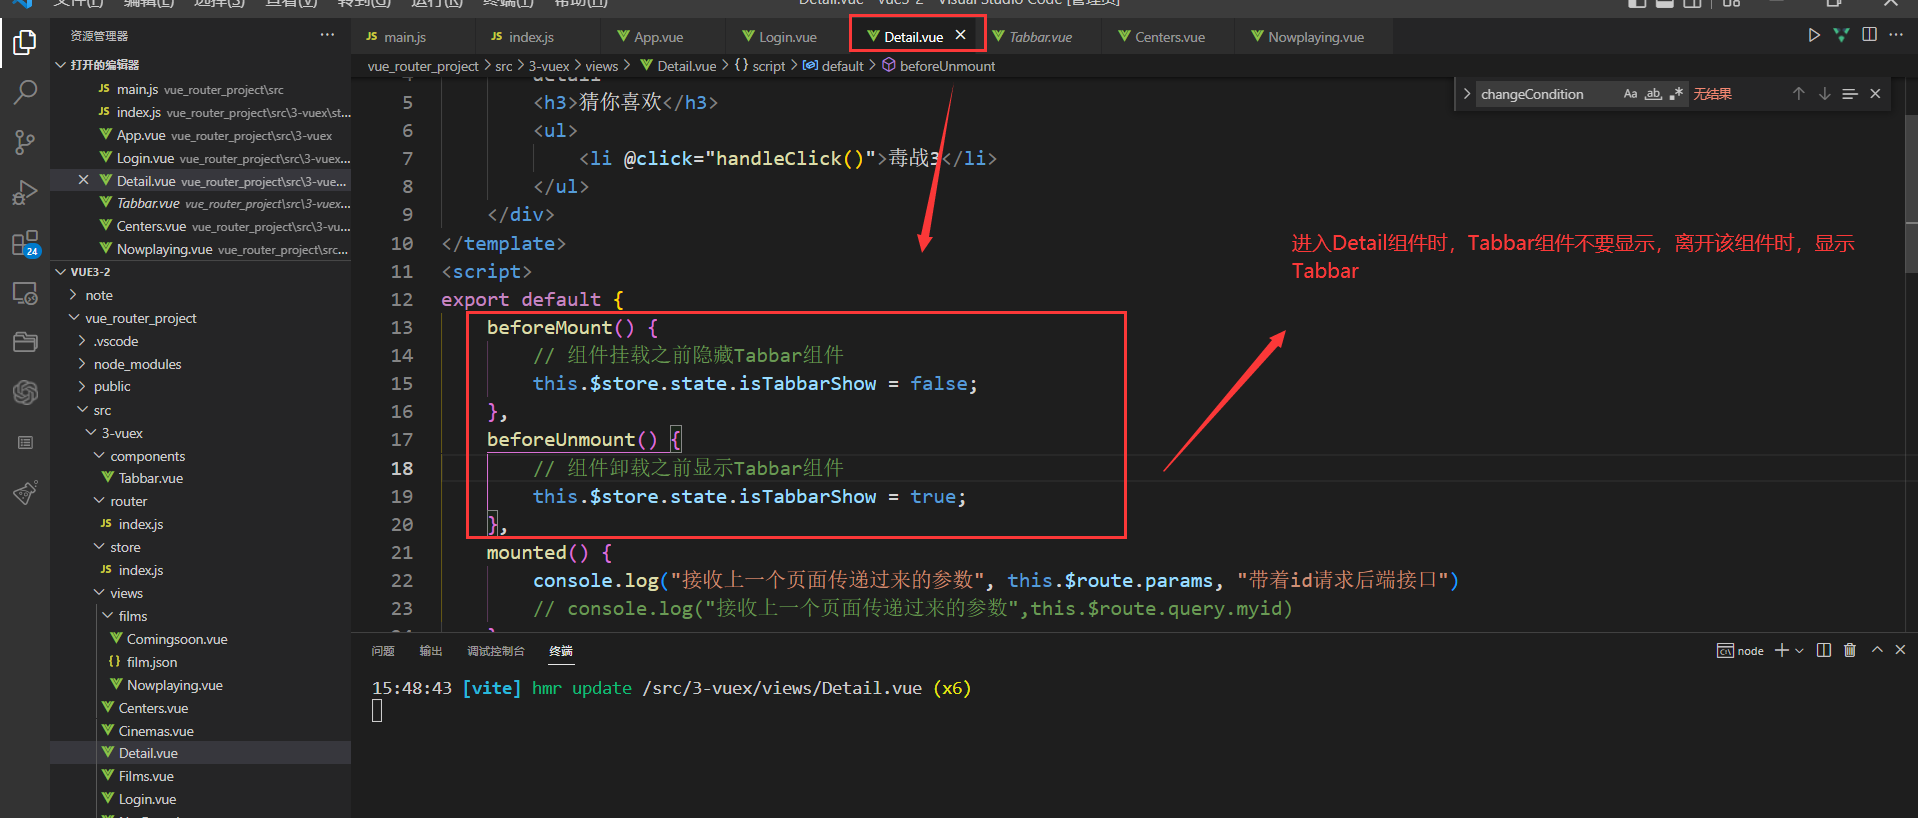 文件(F) 编辑(E) 选择(S) 查看(V) 转到(G) 运行(R) 终端(T) 帮助(H)
Detail.vue - vue3-2 - Visual Studio Code [管理员]
资源管理器 ···
main.js index.js App.vue Login.vue Detail.vue Tabbar.vue Centers.vue Nowplaying.vue
vue_router_project > src > 3-vuex > views > Detail.vue > {} script > default > beforeUnmount
打开的编辑器
JS main.js vue_router_project\src
JS index.js vue_router_project\src\3-vuex\st...
App.vue vue_router_project\src\3-vuex
Login.vue vue_router_project\src\3-vuex...
Detail.vue vue_router_project\src\3-vue...
Tabbar.vue vue_router_project\src\3-vuex...
Centers.vue vue_router_project\src\3-vu...
Nowplaying.vue vue_router_project\src...
VUE3-2
note
vue_router_project
.vscode
node_modules
public
src
3-vuex
components
Tabbar.vue
router
JS index.js
store
JS index.js
views
films
Comingsoon.vue
{} film.json
Nowplaying.vue
Centers.vue
Cinemas.vue
Detail.vue
Films.vue
Login.vue
24
changeCondition Aa ab .* 无结果
4 detail
5 <h3>猜你喜欢</h3>
6 <ul>
7 <li @click="handleClick()">毒战3</li>
8 </ul>
9 </div>
10 </template>
11 <script>
12 export default {
13 beforeMount() {
14 // 组件挂载之前隐藏Tabbar组件
15 this.$store.state.isTabbarShow = false;
16 },
17 beforeUnmount() {
18 // 组件卸载之前显示Tabbar组件
19 this.$store.state.isTabbarShow = true;
20 },
21 mounted() {
22 console.log("接收上一个页面传递过来的参数", this.$route.params, "带着id请求后端接口")
23 // console.log("接收上一个页面传递过来的参数",this.$route.query.myid)
进入Detail组件时，Tabbar组件不要显示，离开该组件时，显示
Tabbar
问题 输出 调试控制台 终端
node
15:48:43 [vite] hmr update /src/3-vuex/views/Detail.vue (x6)